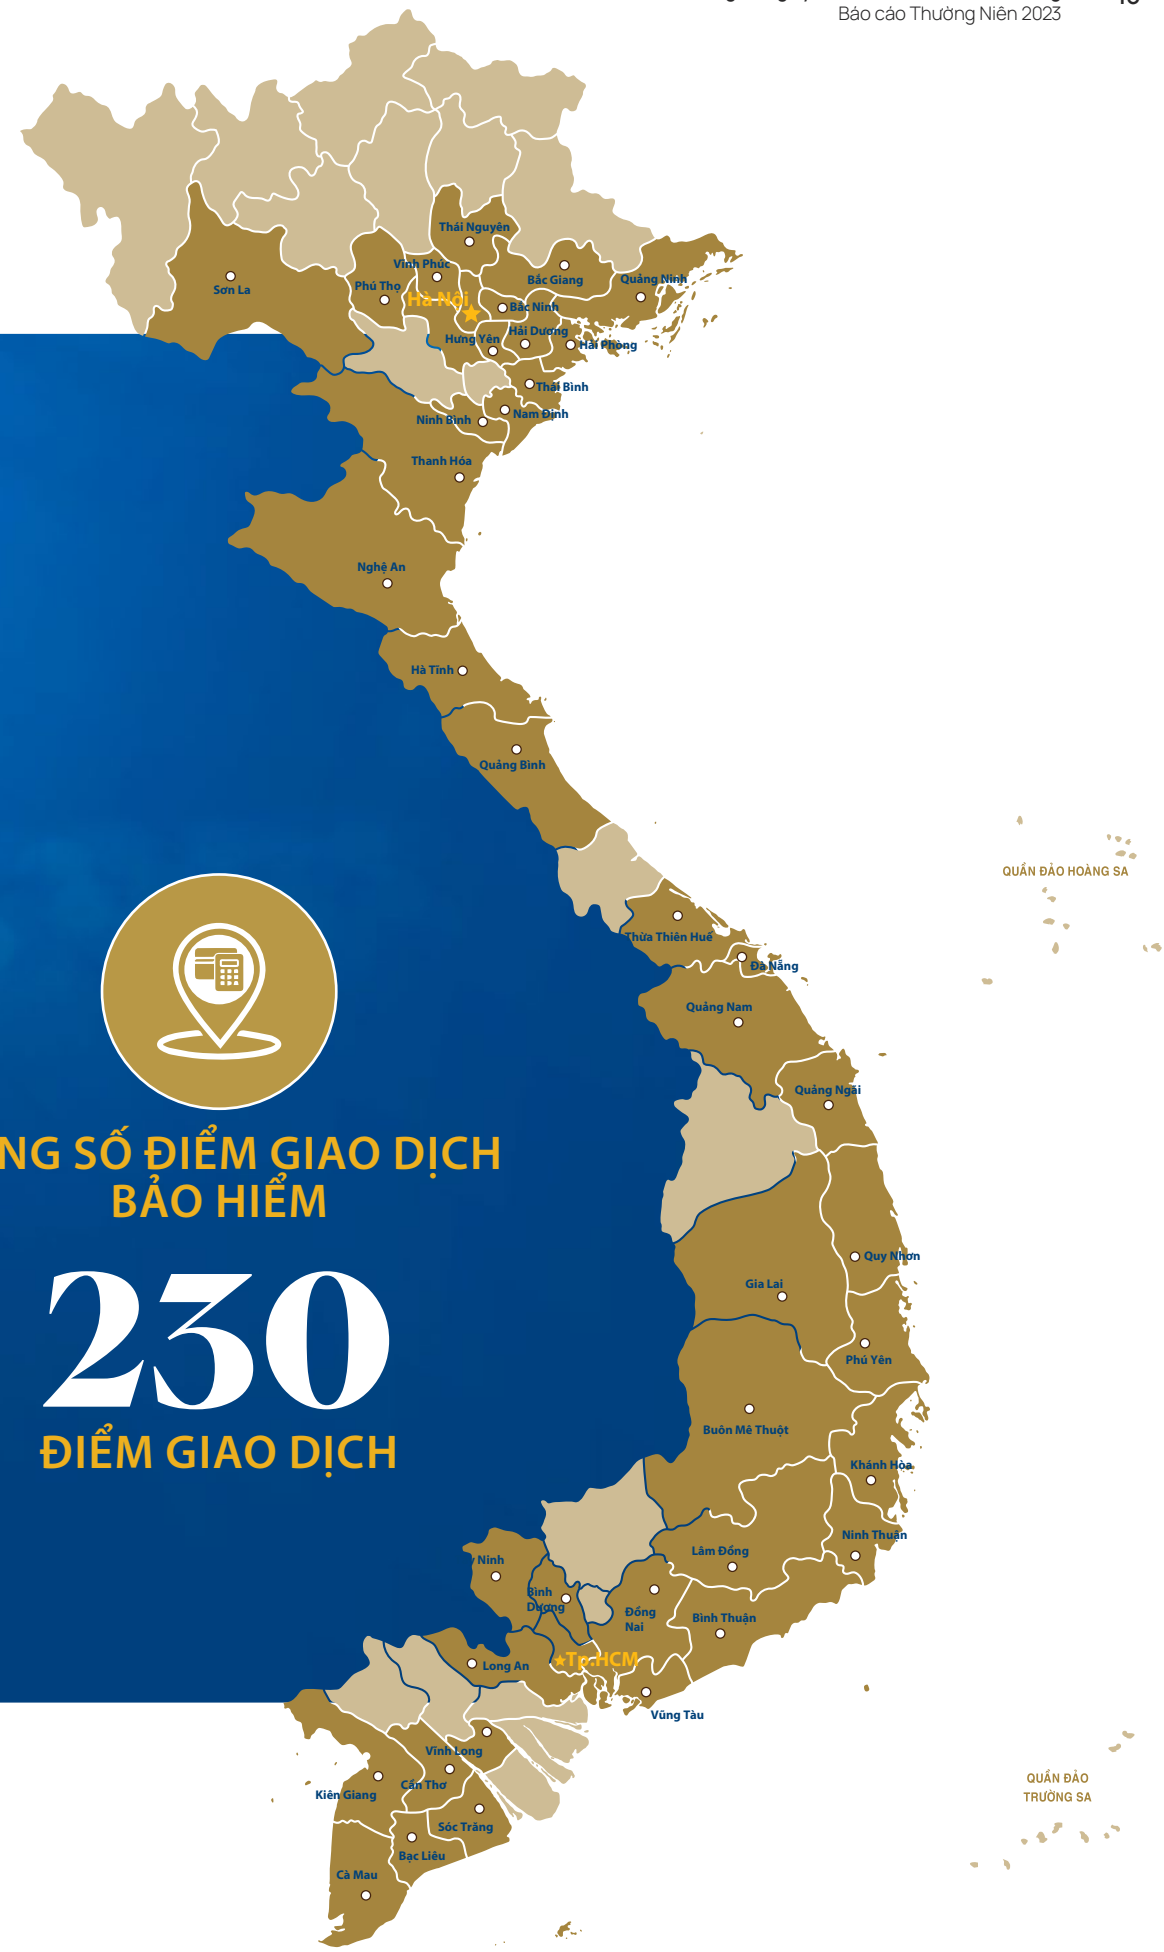 Báo cáo Thường Niên 2023
Thái Nguyên
Vĩnh Phúc
Bắc Giang
Quảng Ninh
Sơn La
Phú Thọ
Hà Nội
Bắc Ninh
Hải Dương
Hưng Yên
Hải Phòng
Thái Bình
Nam Định
Ninh Bình
Thanh Hóa
Nghệ An
Hà Tĩnh
Quảng Bình
QUẦN ĐẢO HOÀNG SA
Thừa Thiên Huế
Đà Nẵng
Quảng Nam
Quảng Ngãi
NG SỐ ĐIỂM GIAO DỊCH
BẢO HIỂM
230
ĐIỂM GIAO DỊCH
Quy Nhơn
Gia Lai
Phú Yên
Buôn Mê Thuột
Khánh Hòa
Ninh Thuận
Lâm Đồng
Ninh
Bình
Dương
Đồng
Nai
Bình Thuận
Tp.HCM
Long An
Vũng Tàu
Vĩnh Long
Cần Thơ
Kiên Giang
QUẦN ĐẢO
TRƯỜNG SA
Sóc Trăng
Bạc Liêu
Cà Mau